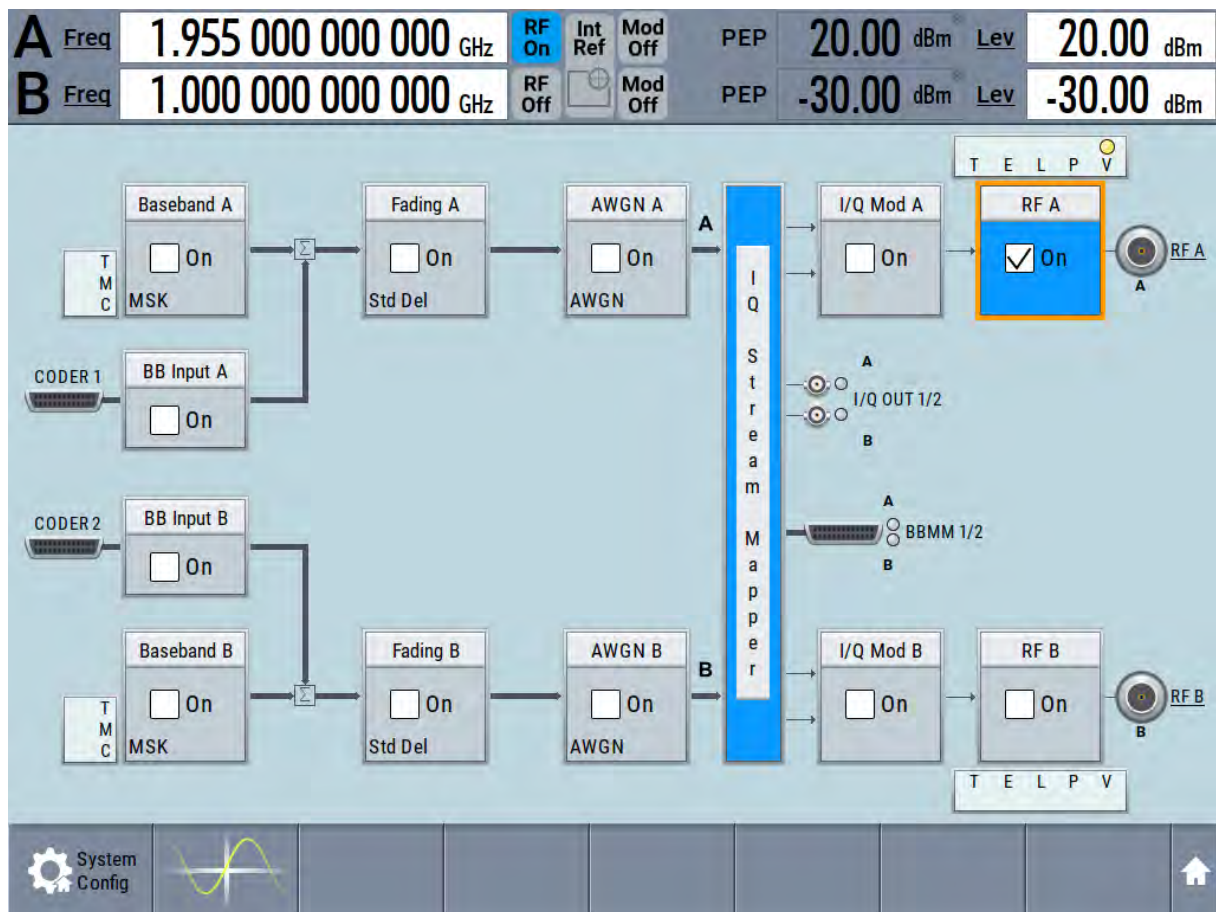 A Freq 1.955 000 000 000 GHz RF On Int Ref Mod Off PEP 20.00 dBm Lev 20.00 dBm
B Freq 1.000 000 000 000 GHz RF Off Mod Off PEP -30.00 dBm Lev -30.00 dBm
T E L P V
Baseband A
On
MSK
T
M
C
Fading A
On
Std Del
AWGN A
On
AWGN
A
I/Q Mod A
On
RF A
On
RF A
A
CODER 1
BB Input A
On
A
I/Q OUT 1/2
B
IQ Stream Mapper
CODER 2
BB Input B
On
A
BBMM 1/2
B
Baseband B
On
MSK
T
M
C
Fading B
On
Std Del
AWGN B
On
AWGN
B
I/Q Mod B
On
RF B
On
RF B
B
T E L P V
System
Config